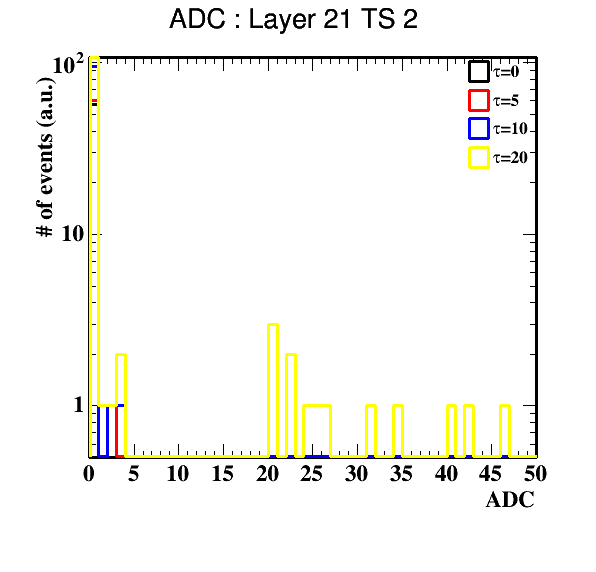 ADC : Layer 21 TS 2
# of events (a.u.)
10²
10
1
τ=0
τ=5
τ=10
τ=20
0 5 10 15 20 25 30 35 40 45 50
ADC